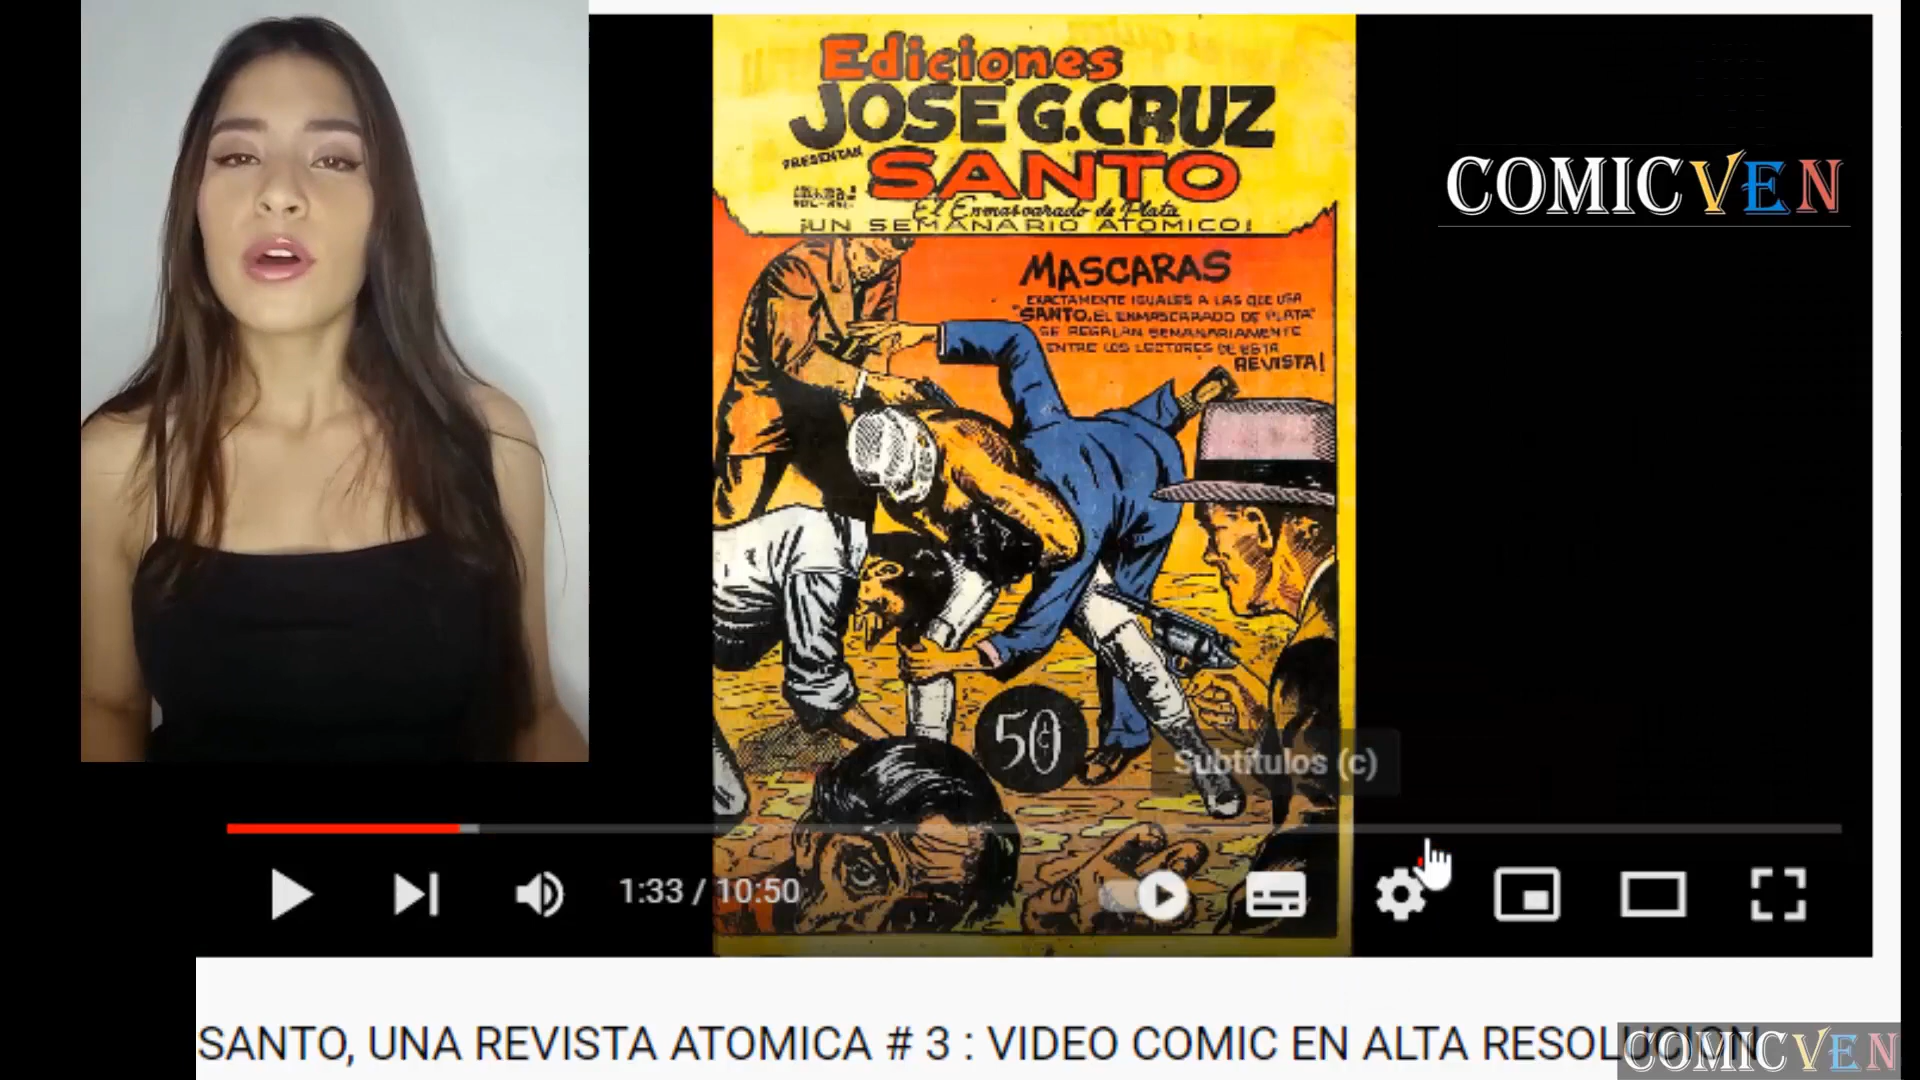 Ediciones
JOSE G. CRUZ
PRESENTAN
SANTO
El Enmascarado de Plata
¡UN SEMANARIO ATOMICO!
MASCARAS
EXACTAMENTE IGUALES A LAS QUE USA
"SANTO, EL ENMASCARADO DE PLATA"
SE REGALAN SEMANARIAMENTE
ENTRE LOS LECTORES DE ESTA
REVISTA!
50¢
COMICVEN
Subtítulos (c)
1:33 / 10:50
SANTO, UNA REVISTA ATOMICA # 3 : VIDEO COMIC EN ALTA RESOLUCION
COMICVEN